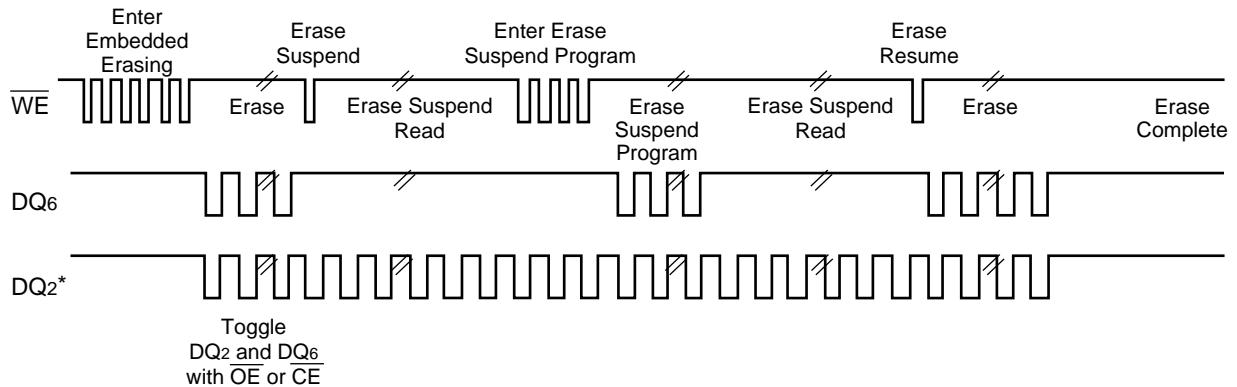 Enter
Embedded
Erasing
Erase
Suspend
Enter Erase
Suspend Program
Erase
Resume
WE
Erase
Erase Suspend
Read
Erase
Suspend
Program
Erase Suspend
Read
Erase
Erase
Complete
DQ6
DQ2*
Toggle
DQ2 and DQ6
with OE or CE